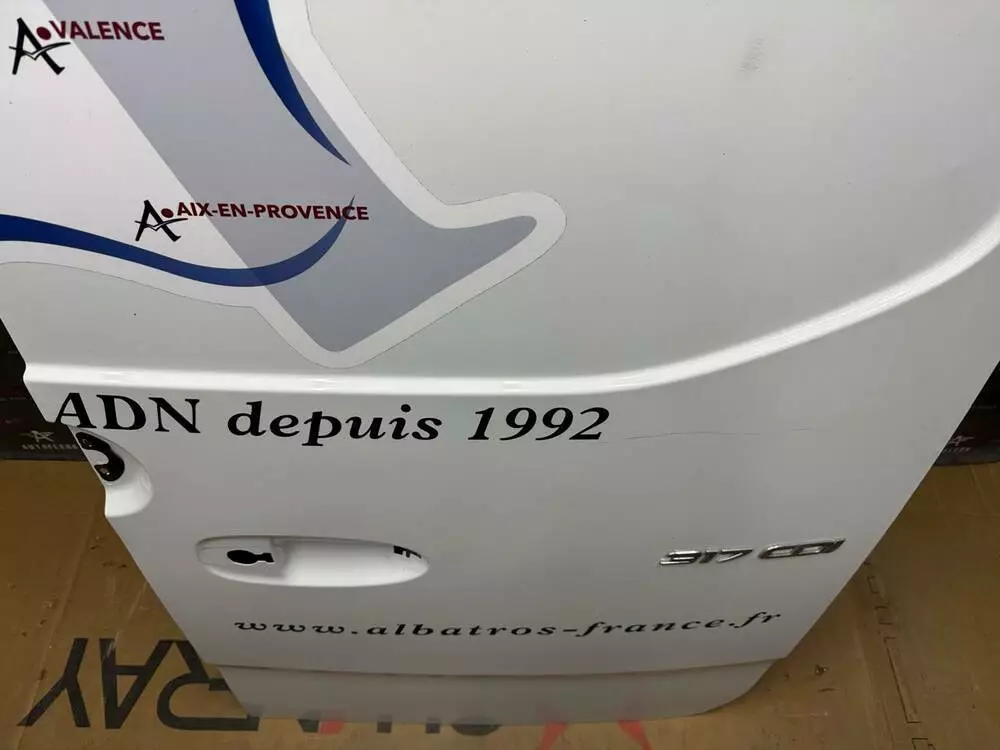 VALENCE
AIX-EN-PROVENCE
ADN depuis 1992
317 CDI
www.albatros-france.fr